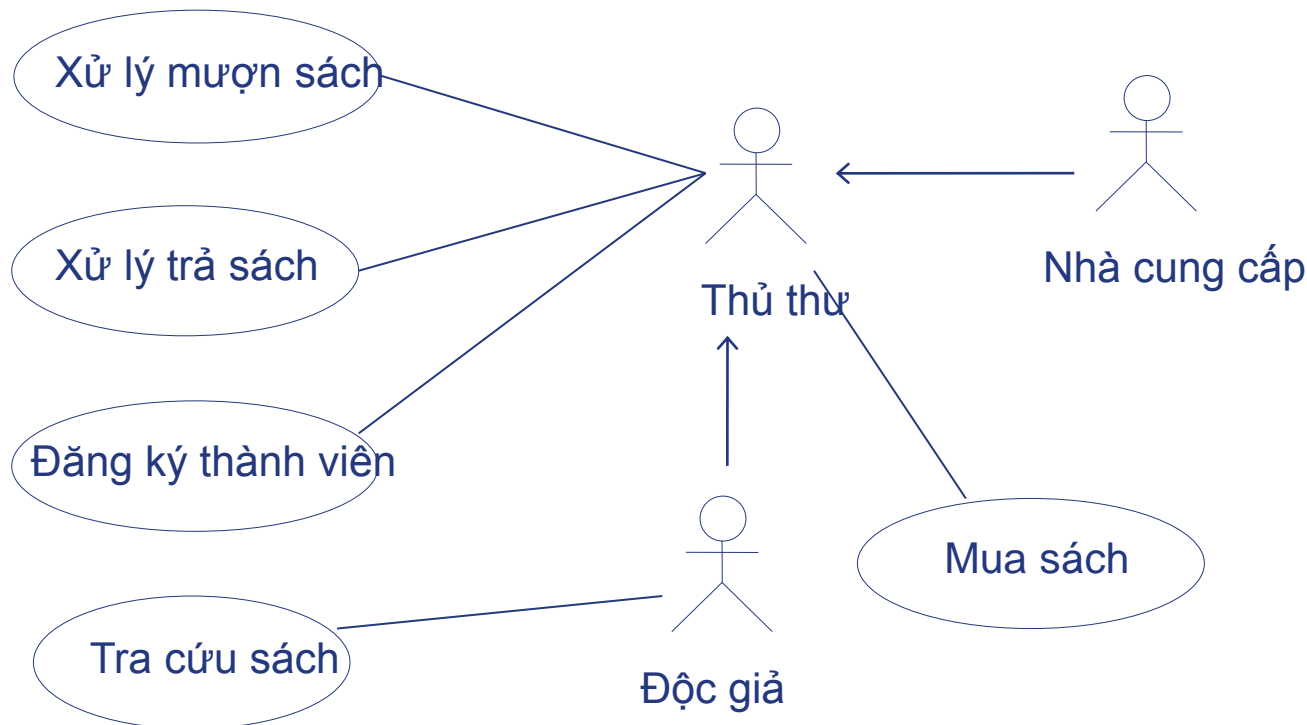 Xử lý mượn sách
Xử lý trả sách
Nhà cung cấp
Thủ thư
Đăng ký thành viên
Mua sách
Tra cứu sách
Độc giả